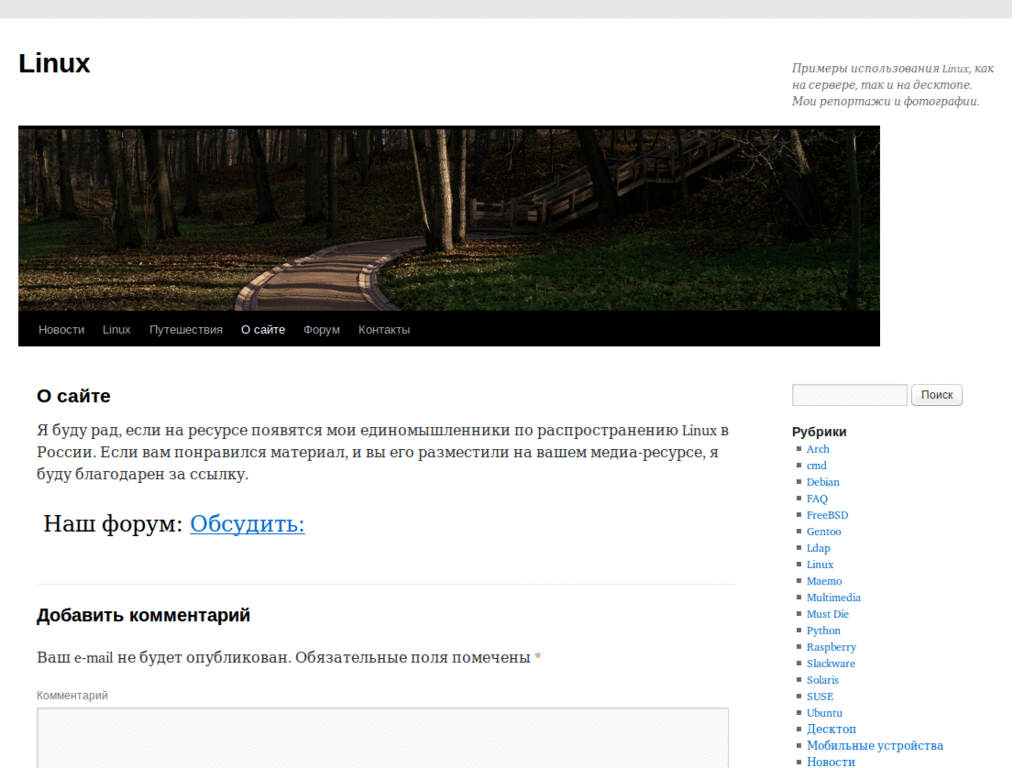 Linux
Примеры использования Linux, как
на сервере, так и на десктопе.
Мои репортажи и фотографии.
Новости Linux Путешествия О сайте Форум Контакты
О сайте
Я буду рад, если на ресурсе появятся мои единомышленники по распространению Linux в
России. Если вам понравился материал, и вы его разместили на вашем медиа-ресурсе, я
буду благодарен за ссылку.
Наш форум: Обсудить:
Добавить комментарий
Ваш e-mail не будет опубликован. Обязательные поля помечены *
Комментарий
Поиск
Рубрики
Arch
cmd
Debian
FAQ
FreeBSD
Gentoo
Ldap
Linux
Maemo
Multimedia
Must Die
Python
Raspberry
Slackware
Solaris
SUSE
Ubuntu
Десктоп
Мобильные устройства
Новости